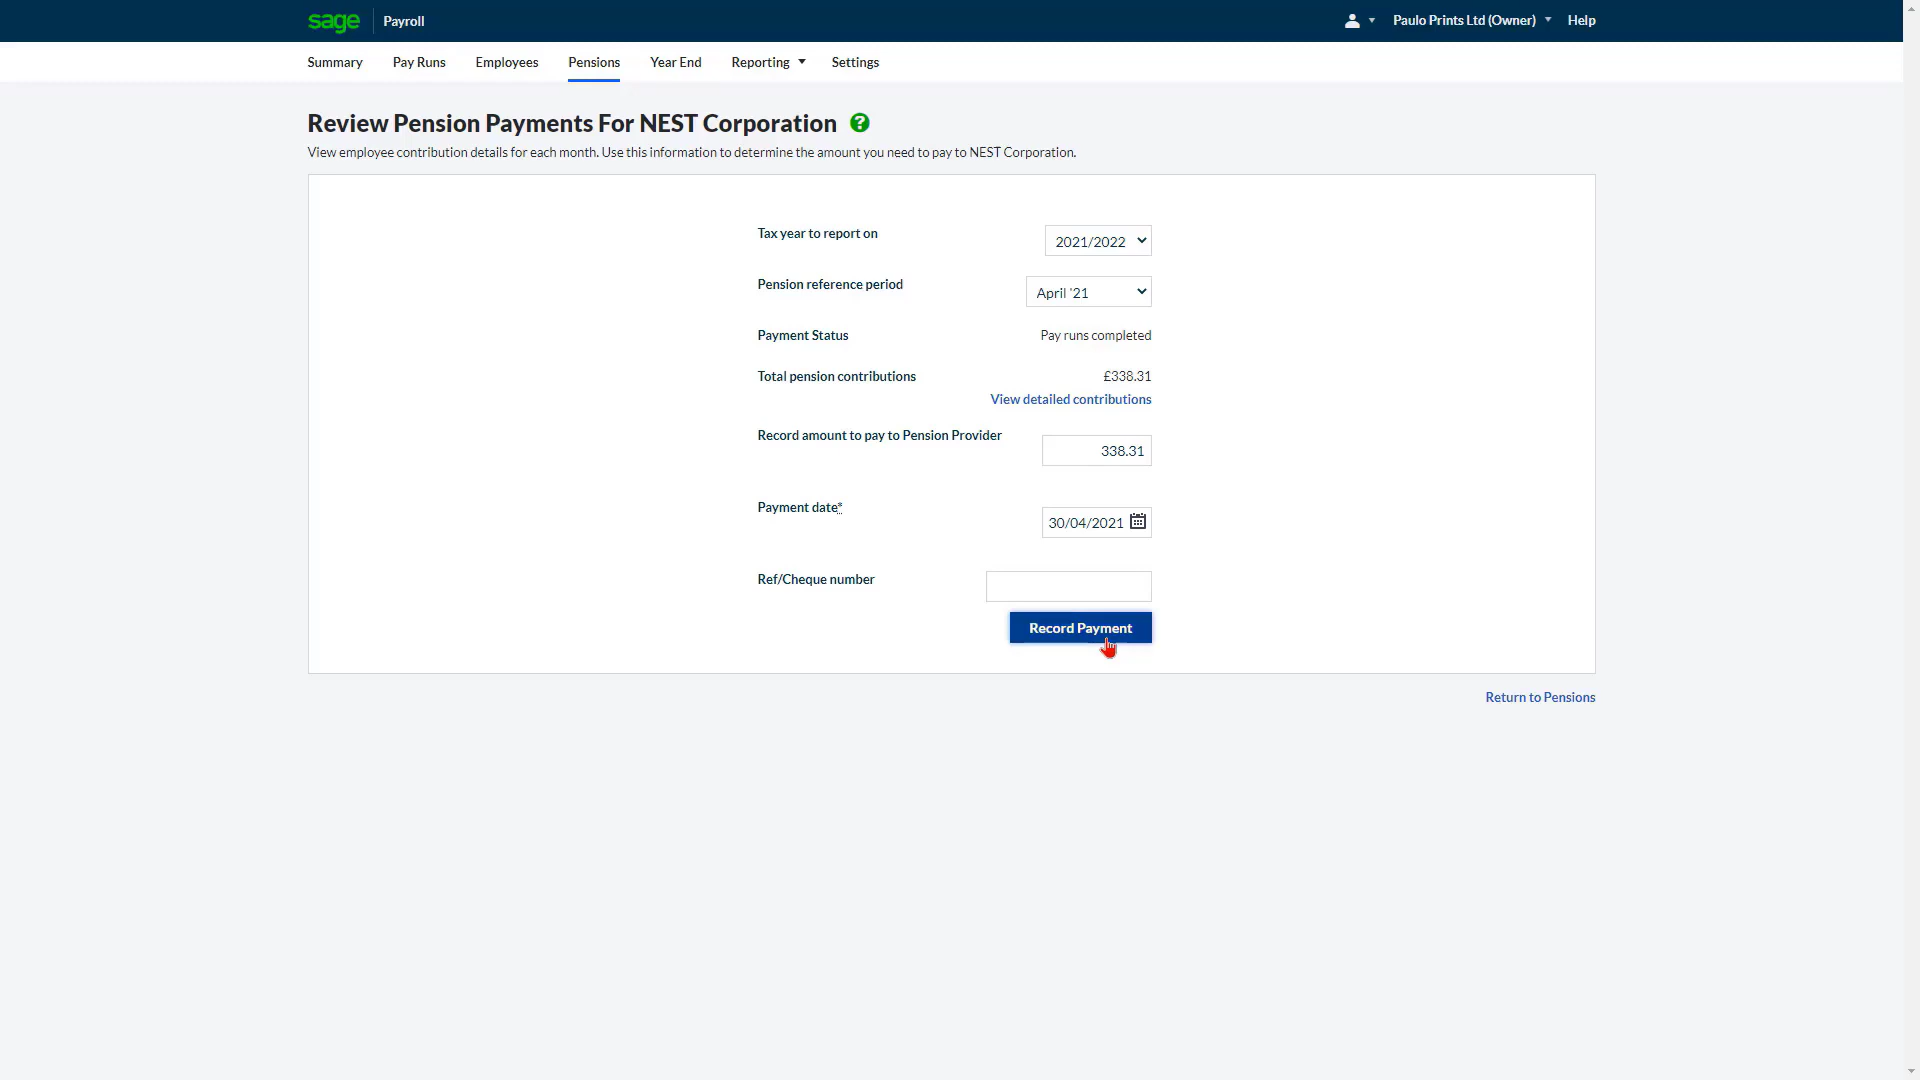 sage Payroll Paulo Prints Ltd (Owner) Help
Summary Pay Runs Employees Pensions Year End Reporting Settings
Review Pension Payments For NEST Corporation ?
View employee contribution details for each month. Use this information to determine the amount you need to pay to NEST Corporation.
Tax year to report on 2021/2022
Pension reference period April '21
Payment Status Pay runs completed
Total pension contributions £338.31
View detailed contributions
Record amount to pay to Pension Provider 338.31
Payment date* 30/04/2021
Ref/Cheque number
Record Payment
Return to Pensions